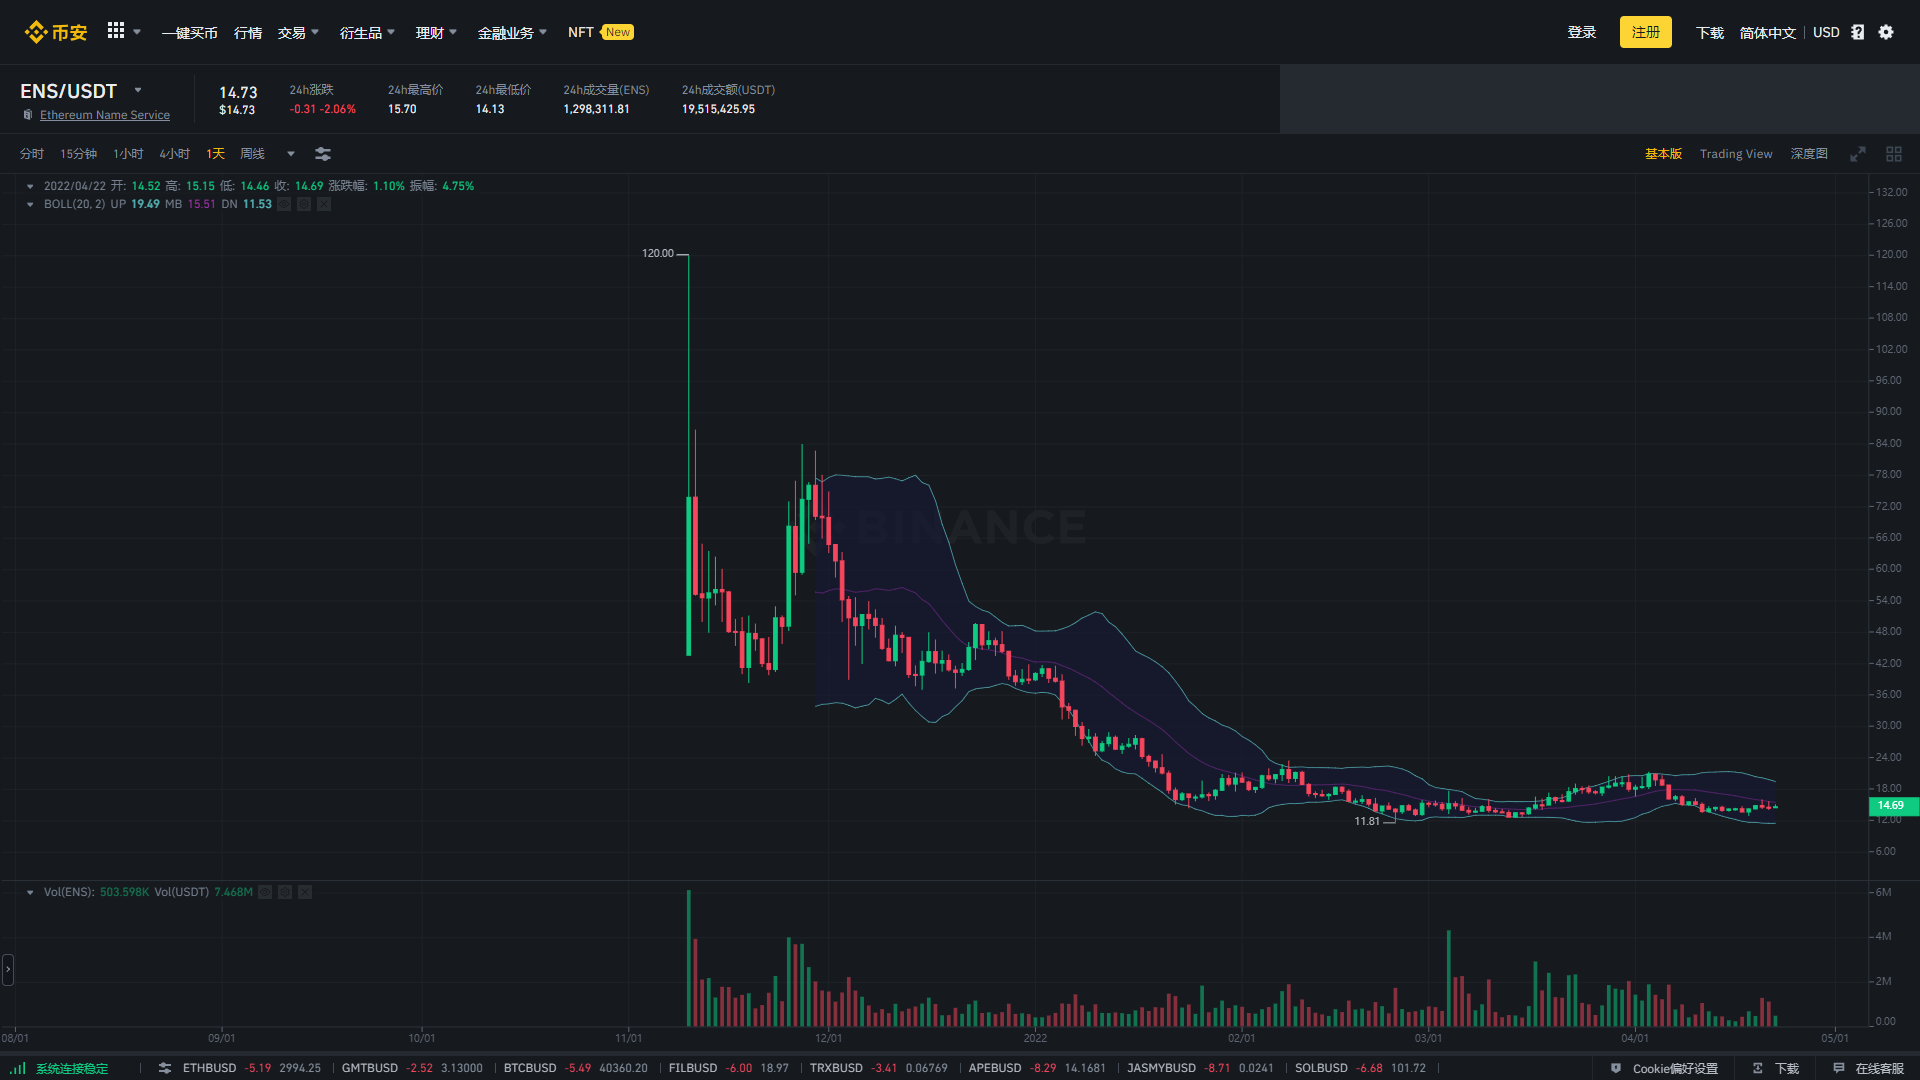 币安 一键买币 行情 交易 衍生品 理财 金融业务 NFT New 登录 注册 下载 简体中文 USD
ENS/USDT 14.73 24h涨跌 24h最高价 24h最低价 24h成交量(ENS) 24h成交额(USDT)
Ethereum Name Service $14.73 -0.31 -2.06% 15.70 14.13 1,298,311.81 19,515,425.95
分时 15分钟 1小时 4小时 1天 周线 基本版 Trading View 深度图
2022/04/22 开: 14.52 高: 15.15 低: 14.46 收: 14.69 涨跌幅: 1.10% 振幅: 4.75%
BOLL(20, 2) UP 19.49 MB 15.51 DN 11.53
132.00
126.00
120.00 120.00
114.00
108.00
102.00
96.00
90.00
84.00
78.00
72.00
BINANCE
66.00
60.00
54.00
48.00
42.00
36.00
30.00
24.00
18.00
14.69
11.81 12.00
6.00
Vol(ENS): 503.598K Vol(USDT) 7.468M 6M
4M
2M
0.00
08/01 09/01 10/01 11/01 12/01 2022 02/01 03/01 04/01 05/01
系统连接稳定 ETHBUSD -5.19 2994.25 GMTBUSD -2.52 3.13000 BTCBUSD -5.49 40360.20 FILBUSD -6.00 18.97 TRXBUSD -3.41 0.06769 APEBUSD -8.29 14.1681 JASMYBUSD -8.71 0.0241 SOLBUSD -6.68 101.72 Cookie偏好设置 下载 在线客服